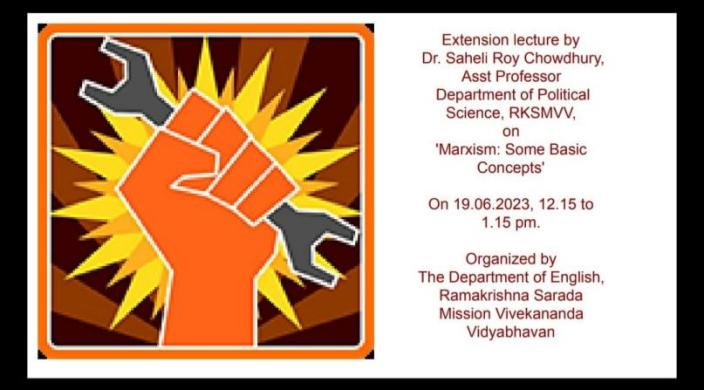 Extension lecture by
Dr. Saheli Roy Chowdhury,
Asst Professor
Department of Political
Science, RKSMVV,
on
'Marxism: Some Basic
Concepts'
On 19.06.2023, 12.15 to
1.15 pm.
Organized by
The Department of English,
Ramakrishna Sarada
Mission Vivekananda
Vidyabhavan